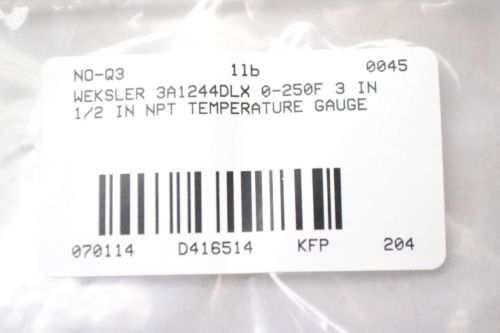 NO-Q3 1lb 0045
WEKSLER 3A1244DLX 0-250F 3 IN
1/2 IN NPT TEMPERATURE GAUGE
070114 D416514 KFP 204